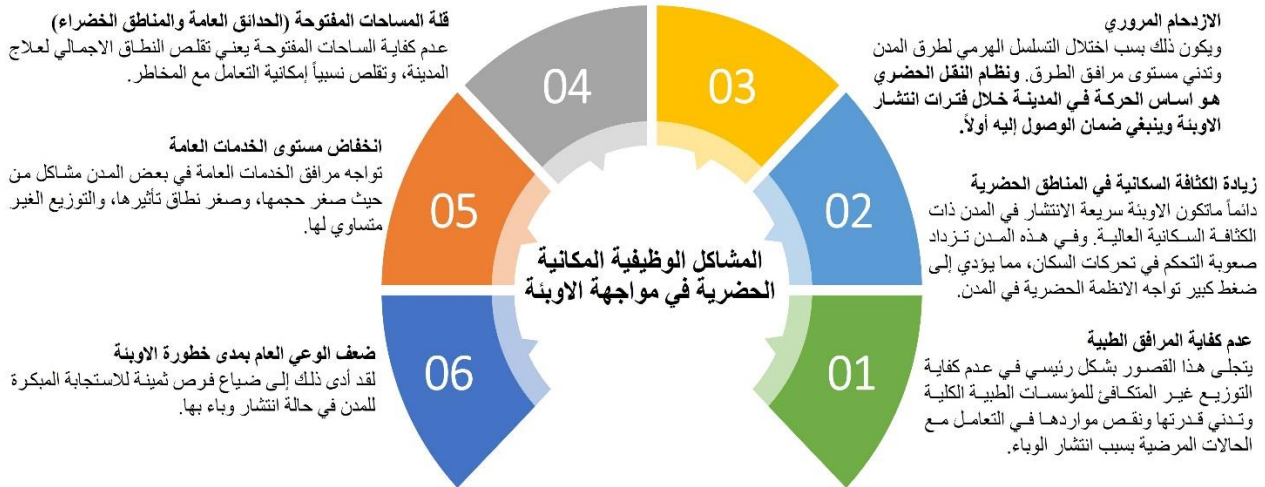 المشاكل الوظيفية المكانية
الحضرية في مواجهة الاوبئة
01
عدم كفاية المرافق الطبية
يتجلى هذا القصور بشكل رئيسي في عدم كفاية
التوزيع غير المتكافئ للمؤسسات الطبية الكلية
وتدني قدرتها ونقص مواردها في التعامل مع
الحالات المرضية بسبب انتشار الوباء.
02
زيادة الكثافة السكانية في المناطق الحضرية
دائماً ماتكون الاوبئة سريعة الانتشار في المدن ذات
الكثافة السكانية العالية. وفي هذه المدن تزداد
صعوبة التحكم في تحركات السكان، مما يؤدي إلى
ضغط كبير تواجه الانظمة الحضرية في المدن.
03
الازدحام المروري
ويكون ذلك بسب اختلال التسلسل الهرمي لطرق المدن
وتدني مستوى مرافق الطرق. ونظام النقل الحضري
هو اساس الحركة في المدينة خلال فترات انتشار
الاوبئة وينبغي ضمان الوصول إليه أولاً.
04
قلة المساحات المفتوحة (الحدائق العامة والمناطق الخضراء)
عدم كفاية الساحات المفتوحة يعني تقلص النطاق الاجمالي لعلاج
المدينة، وتقلص نسبياً إمكانية التعامل مع المخاطر.
05
انخفاض مستوى الخدمات العامة
تواجه مرافق الخدمات العامة في بعض المدن مشاكل من
حيث صغر حجمها، وصغر نطاق تأثيرها، والتوزيع الغير
متساوي لها.
06
ضعف الوعي العام بمدى خطورة الاوبئة
لقد أدى ذلك إلى ضياع فرص ثمينة للاستجابة المبكرة
للمدن في حالة انتشار وباء بها.